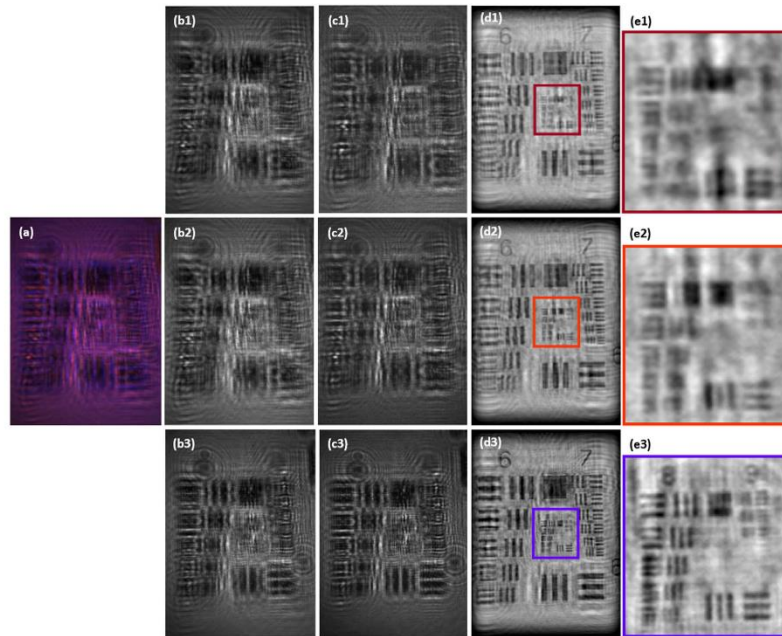 (b1) (c1) (d1) (e1)
6 7
(a) (b2) (c2) (d2) (e2)
6 7
(b3) (c3) (d3) (e3)
6 7
8 9